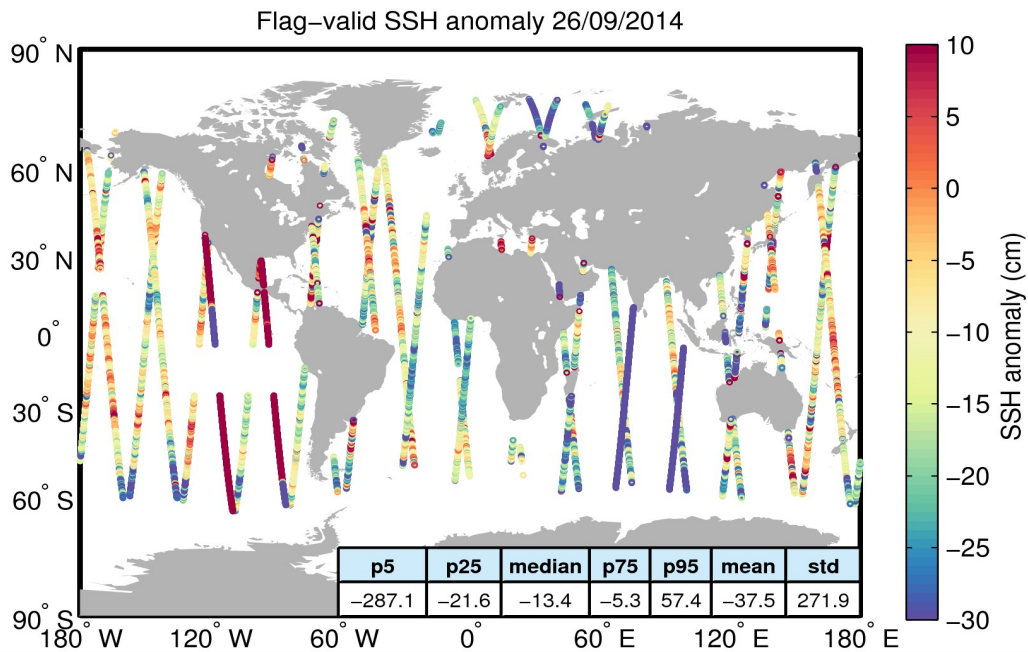 Flag−valid SSH anomaly 26/09/2014
90° N
60° N
30° N
0°
30° S
60° S
90° S
180° W
120° W
60° W
0°
60° E
120° E
180° E
p5 p25 median p75 p95 mean std
−287.1 −21.6 −13.4 −5.3 57.4 −37.5 271.9
10
5
0
−5
−10
−15
−20
−25
−30
SSH anomaly (cm)